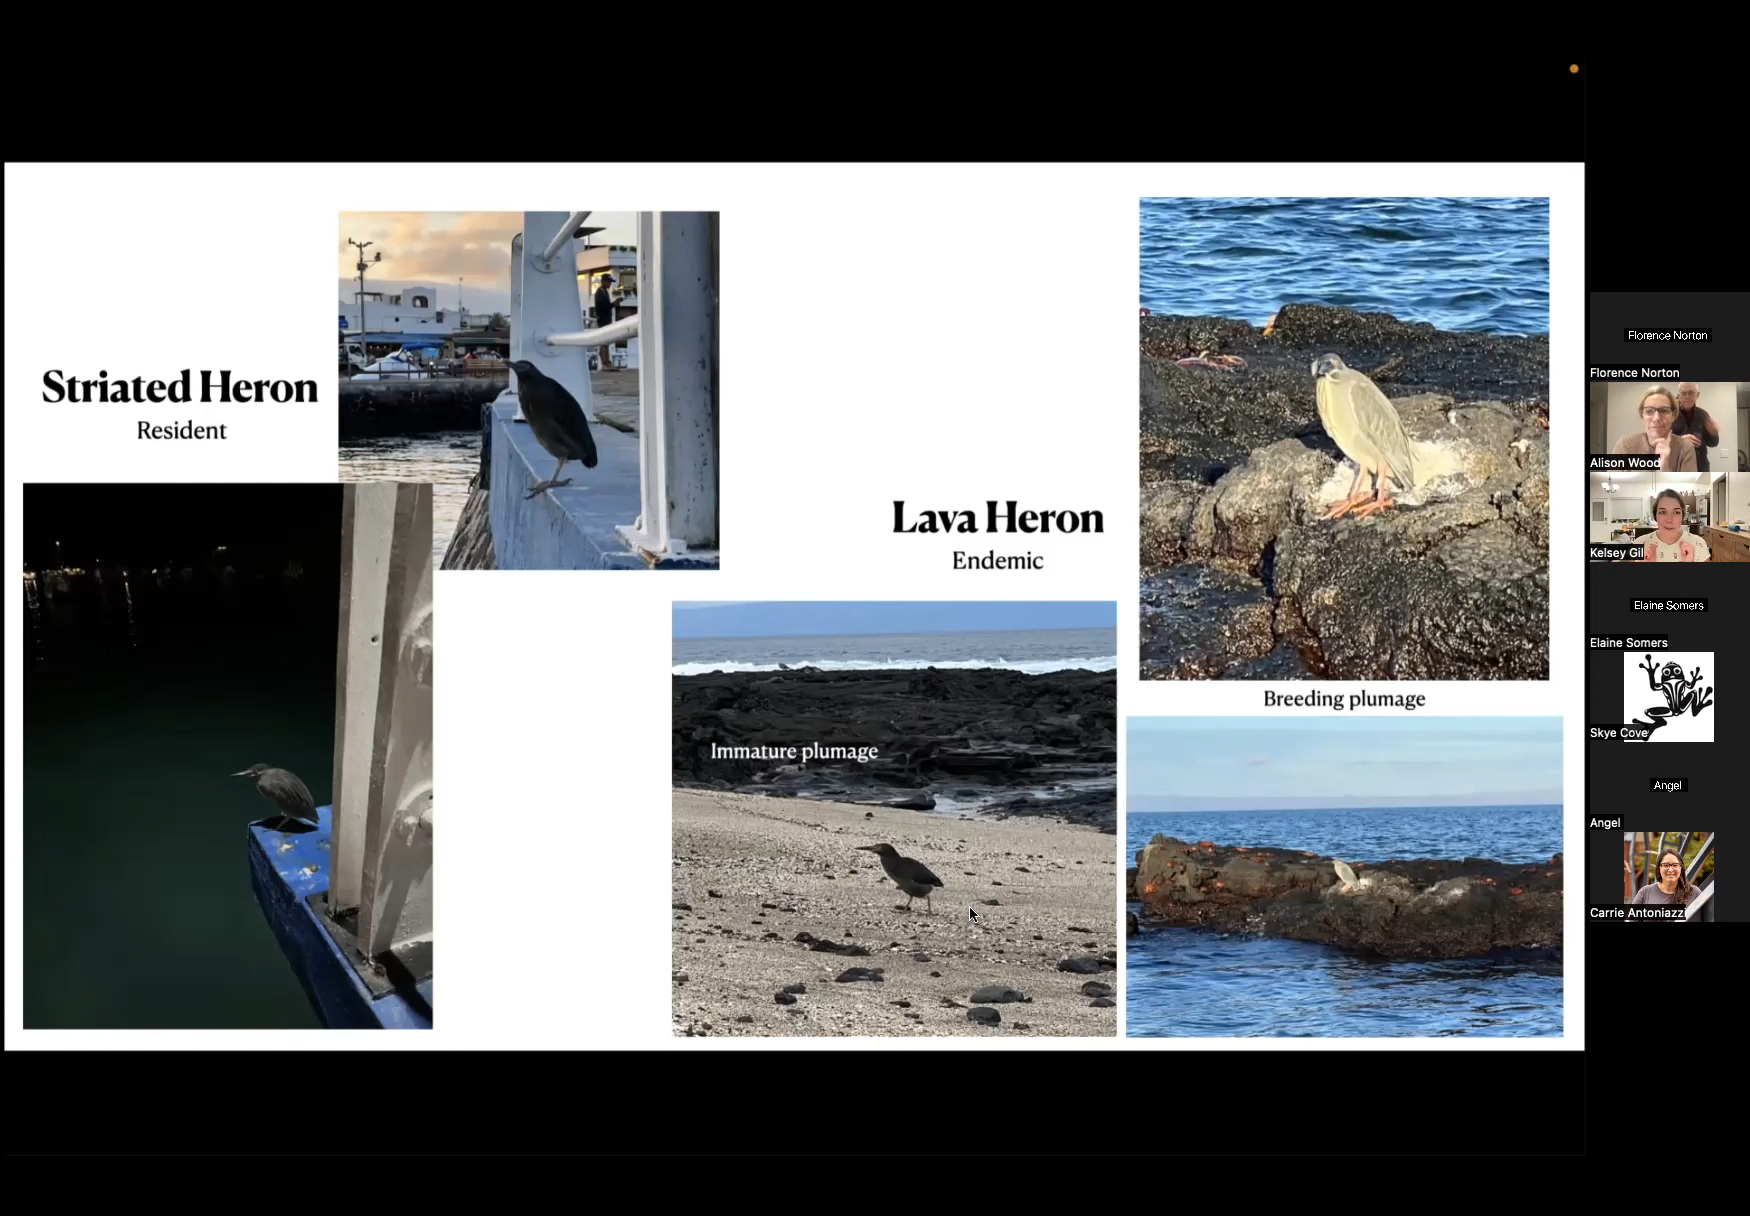 Striated Heron
Resident
Lava Heron
Endemic
Immature plumage
Breeding plumage
Florence Norton
Florence Norton
Alison Wood
Kelsey Gil
Elaine Somers
Elaine Somers
Skye Cove
Angel
Angel
Carrie Antoniazzi